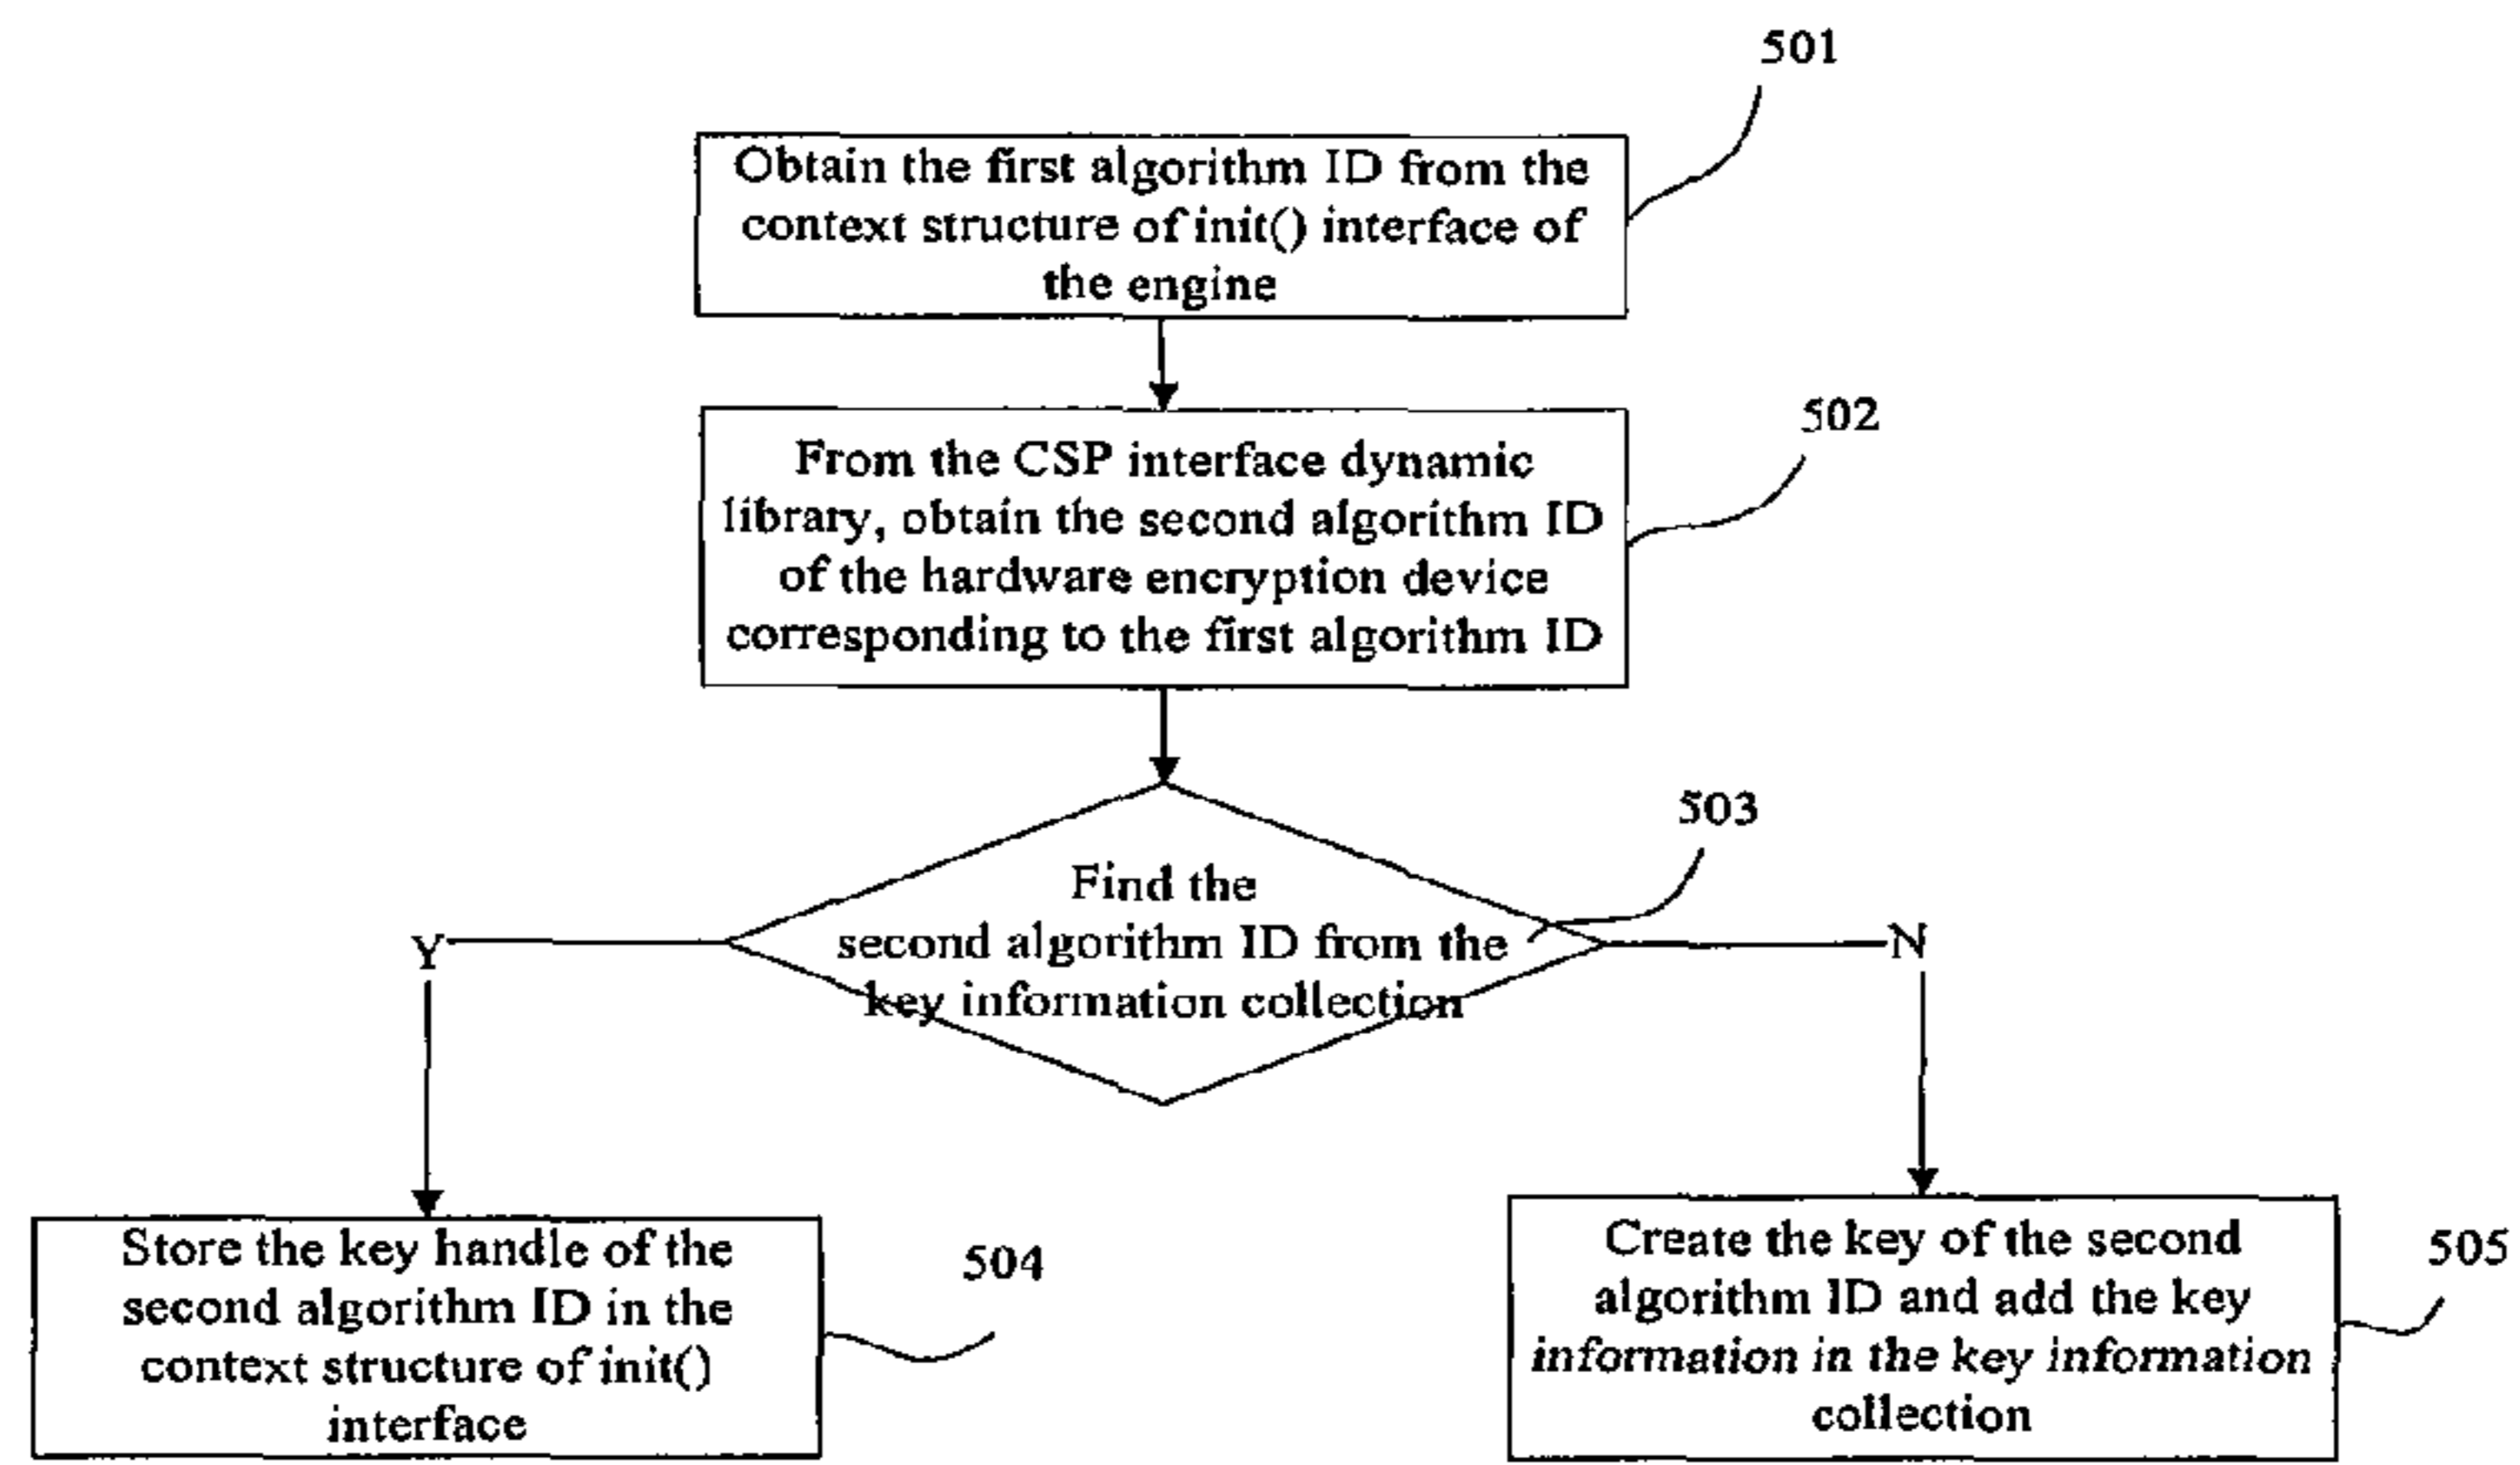 501
Obtain the first algorithm ID from the
context structure of init() interface of
the engine
502
From the CSP interface dynamic
library, obtain the second algorithm ID
of the hardware encryption device
corresponding to the first algorithm ID
503
Find the
second algorithm ID from the
key information collection
Y
N
Store the key handle of the
second algorithm ID in the
context structure of init()
interface
504
Create the key of the second
algorithm ID and add the key
information in the key information
collection
505